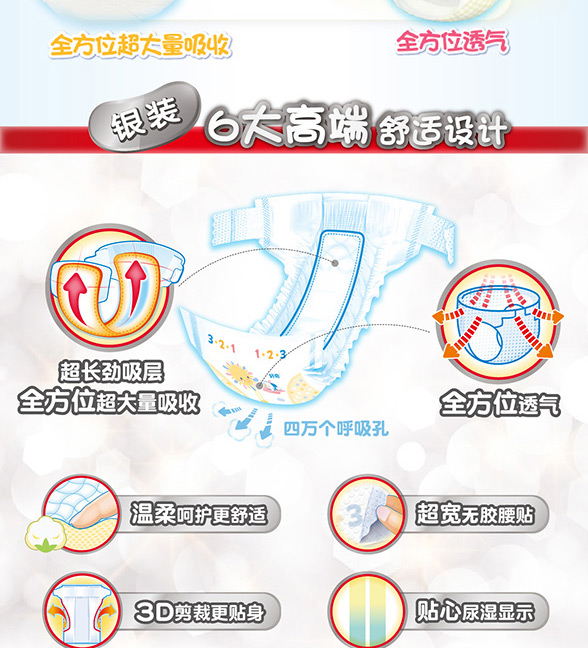 全方位超大量吸收
全方位透气
银装 6大高端舒适设计
3·2·1 1·2·3
超长劲吸层
全方位超大量吸收
全方位透气
四万个呼吸孔
温柔呵护更舒适
3
超宽无胶腰贴
3D剪裁更贴身
贴心尿湿显示